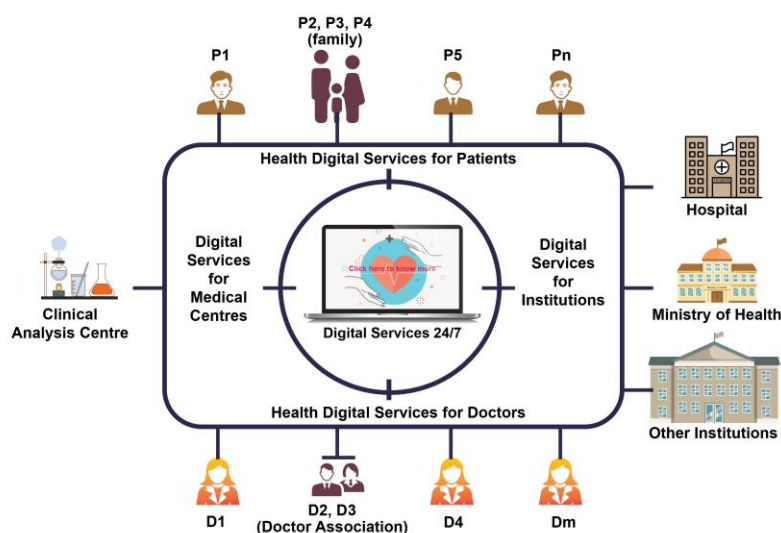 P1
P2, P3, P4
(family)
P5
Pn
Health Digital Services for Patients
Hospital
Digital
Services
for
Medical
Centres
Click here to know more
Digital Services 24/7
Digital
Services
for
Institutions
Clinical
Analysis Centre
Ministry of Health
Health Digital Services for Doctors
Other Institutions
D1
D2, D3
(Doctor Association)
D4
Dm